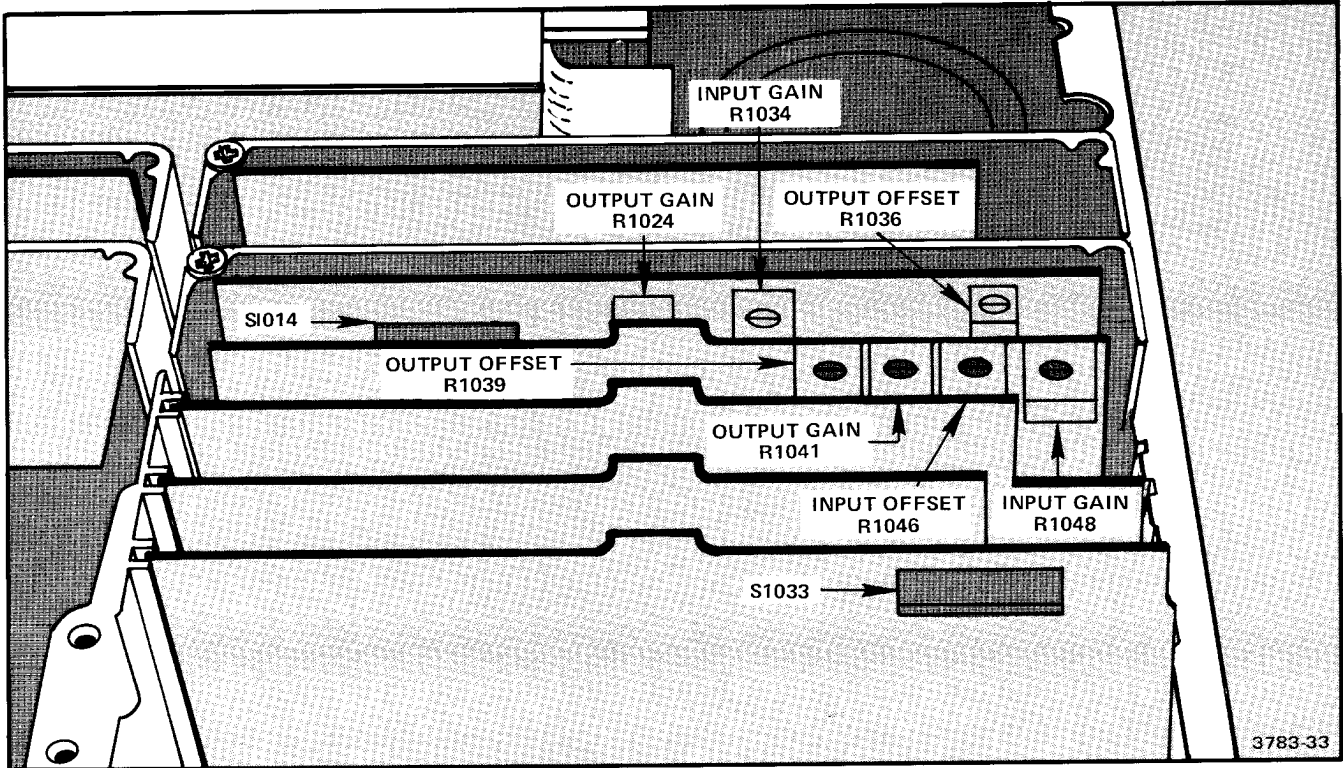 INPUT GAIN
R1034
OUTPUT GAIN
R1024
OUTPUT OFFSET
R1036
SI014
OUTPUT OFFSET
R1039
OUTPUT GAIN
R1041
INPUT OFFSET
R1046
INPUT GAIN
R1048
S1033
3783-33